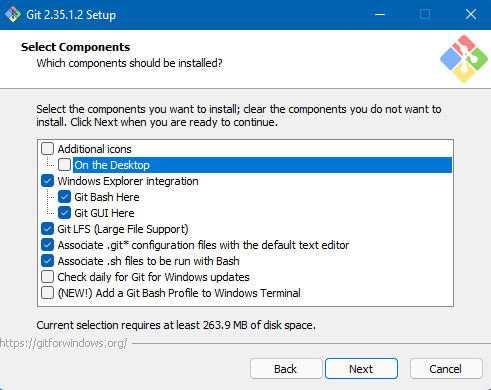 Git 2.35.1.2 Setup
Select Components
Which components should be installed?
Select the components you want to install; clear the components you do not want to
install. Click Next when you are ready to continue.
Additional icons
On the Desktop
Windows Explorer integration
Git Bash Here
Git GUI Here
Git LFS (Large File Support)
Associate .git* configuration files with the default text editor
Associate .sh files to be run with Bash
Check daily for Git for Windows updates
(NEW!) Add a Git Bash Profile to Windows Terminal
Current selection requires at least 263.9 MB of disk space.
https://gitforwindows.org/
Back
Next
Cancel